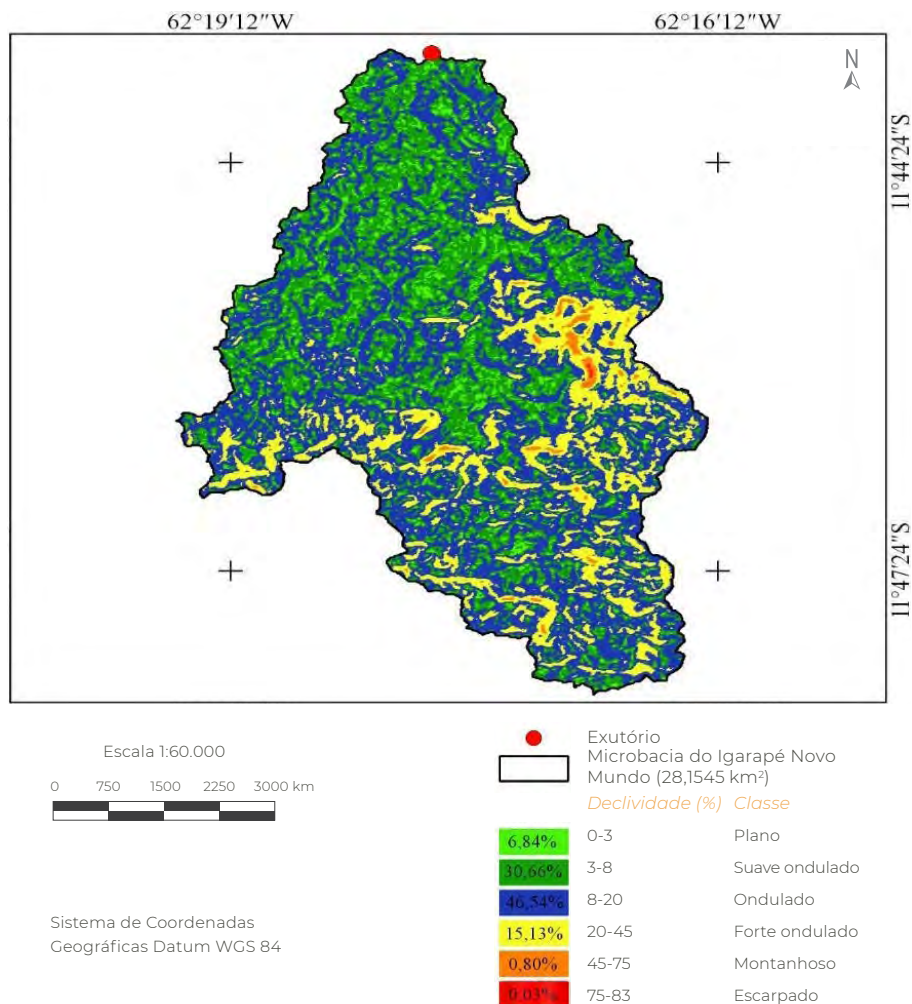 62°19'12"W 62°16'12"W
N
11°44'24"S
11°47'24"S
Escala 1:60.000
0 750 1500 2250 3000 km
Sistema de Coordenadas
Geográficas Datum WGS 84
Exutório
Microbacia do Igarapé Novo
Mundo (28,1545 km²)
Declividade (%) Classe
6,84% 0-3 Plano
30,66% 3-8 Suave ondulado
46,54% 8-20 Ondulado
15,13% 20-45 Forte ondulado
0,80% 45-75 Montanhoso
0,03% 75-83 Escarpado